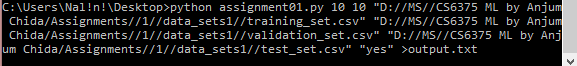 C:\Users\Nal!n!\Desktop>python assignment01.py 10 10 "D://MS//CS6375 ML by Anjum
 Chida/Assignments//1//data_sets1//training_set.csv" "D://MS//CS6375 ML by Anjum
 Chida/Assignments//1//data_sets1//validation_set.csv" "D://MS//CS6375 ML by Anj
um Chida/Assignments//1//data_sets1//test_set.csv" "yes" >output.txt